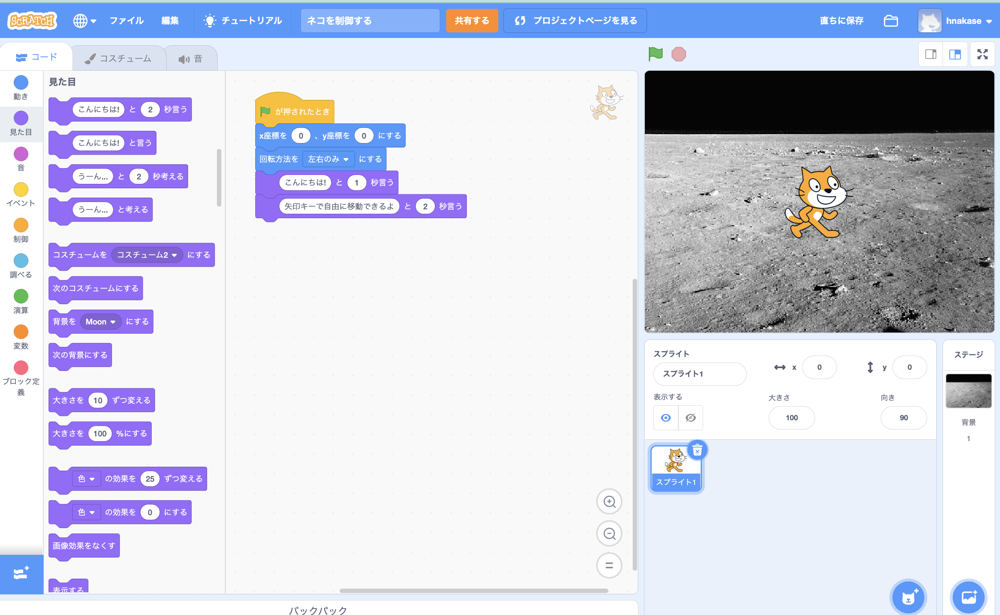 SCRATCH ファイル 編集 チュートリアル ネコを制御する 共有する プロジェクトページを見る 直ちに保存 hnakase
コード コスチューム 音
動き
見た目
音
イベント
制御
調べる
演算
変数
ブロック定
義
見た目
こんにちは! と 2 秒言う
こんにちは! と言う
うーん... と 2 秒考える
うーん... と考える
コスチュームを コスチューム2 にする
次のコスチュームにする
背景を Moon にする
次の背景にする
大きさを 10 ずつ変える
大きさを 100 %にする
色 の効果を 25 ずつ変える
色 の効果を 0 にする
画像効果をなくす
表示する
が押されたとき
x座標を 0 、y座標を 0 にする
回転方法を 左右のみ にする
こんにちは! と 1 秒言う
矢印キーで自由に移動できるよ と 2 秒言う
バックパック
スプライト
スプライト1 x 0 y 0
表示する 大きさ 向き
100 90
スプライト1
ステージ
背景
1